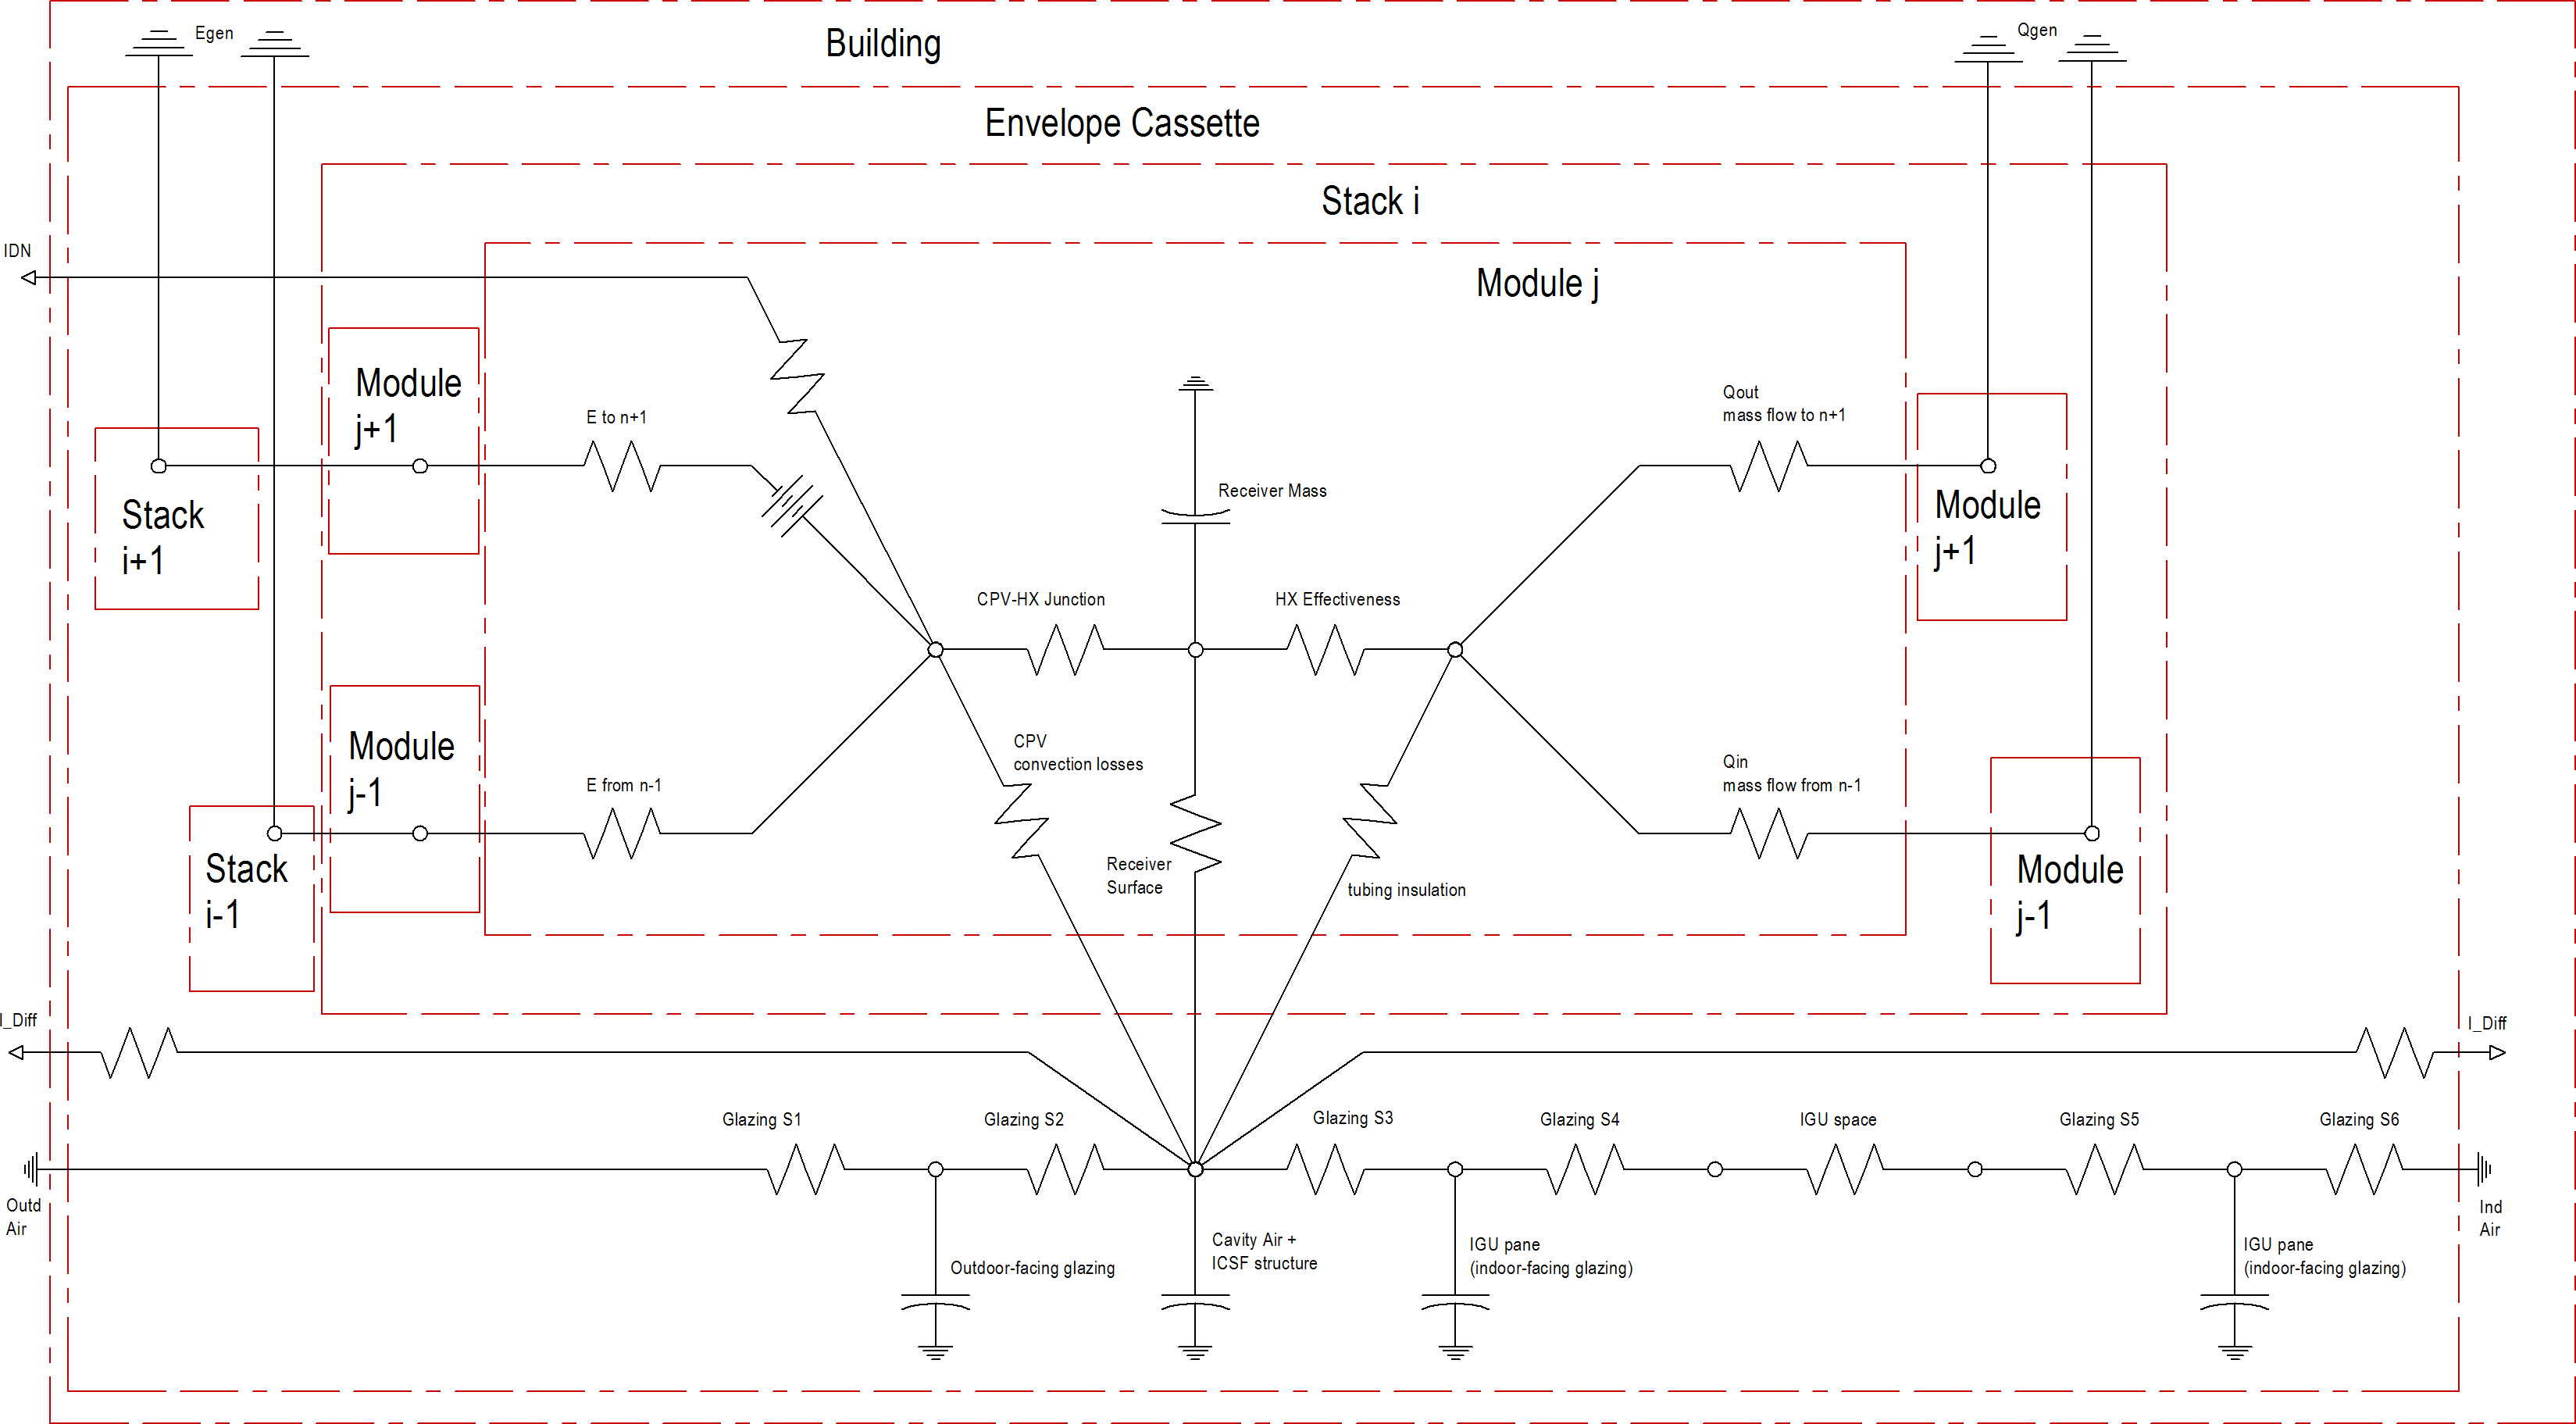 Egen
Building
Qgen
Envelope Cassette
Stack i
IDN
Module j
Module
j+1
E to n+1
Qout
mass flow to n+1
Stack
i+1
Receiver Mass
Module
j+1
CPV-HX Junction
HX Effectiveness
Module
j-1
CPV
convection losses
E from n-1
Qin
mass flow from n-1
Stack
i-1
Receiver
Surface
tubing insulation
Module
j-1
I_Diff
I_Diff
Glazing S1
Glazing S2
Glazing S3
Glazing S4
IGU space
Glazing S5
Glazing S6
Outd
Air
Ind
Air
Outdoor-facing glazing
Cavity Air +
ICSF structure
IGU pane
(indoor-facing glazing)
IGU pane
(indoor-facing glazing)